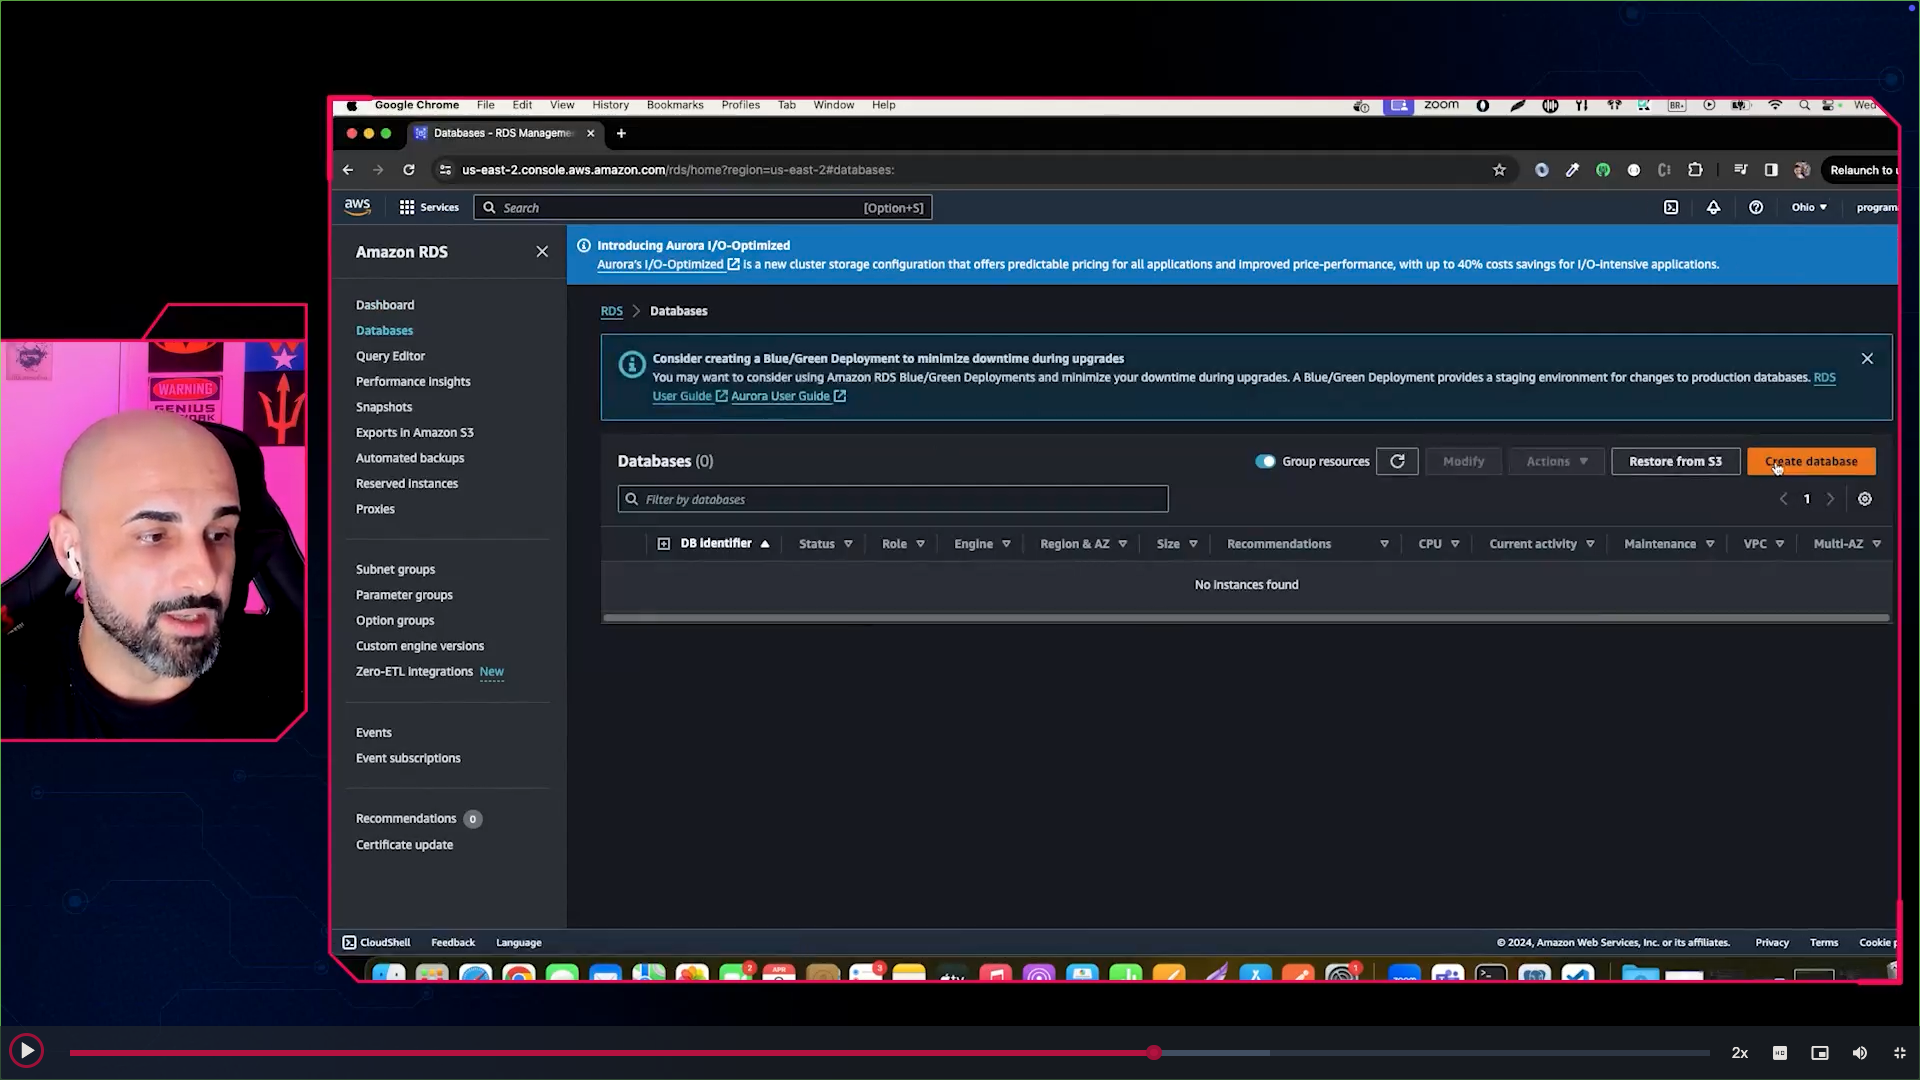 Google Chrome File Edit View History Bookmarks Profiles Tab Window Help zoom Wed
Databases - RDS Manageme
us-east-2.console.aws.amazon.com/rds/home?region=us-east-2#databases:
Relaunch to u
aws Services Search [Option+S] Ohio program
Amazon RDS
Introducing Aurora I/O-Optimized
Aurora's I/O-Optimized is a new cluster storage configuration that offers predictable pricing for all applications and improved price-performance, with up to 40% costs savings for I/O-intensive applications.
Dashboard
Databases
Query Editor
Performance insights
Snapshots
Exports in Amazon S3
Automated backups
Reserved instances
Proxies
Subnet groups
Parameter groups
Option groups
Custom engine versions
Zero-ETL integrations New
Events
Event subscriptions
Recommendations 0
Certificate update
RDS > Databases
Consider creating a Blue/Green Deployment to minimize downtime during upgrades
You may want to consider using Amazon RDS Blue/Green Deployments and minimize your downtime during upgrades. A Blue/Green Deployment provides a staging environment for changes to production databases. RDS
User Guide Aurora User Guide
Databases (0) Group resources Modify Actions Restore from S3 Create database
Filter by databases 1
DB identifier Status Role Engine Region & AZ Size Recommendations CPU Current activity Maintenance VPC Multi-AZ
No instances found
CloudShell Feedback Language © 2024, Amazon Web Services, Inc. or its affiliates. Privacy Terms Cookie p
WARNING
GENIUS
2 APR 3 tv zoom 1
2x